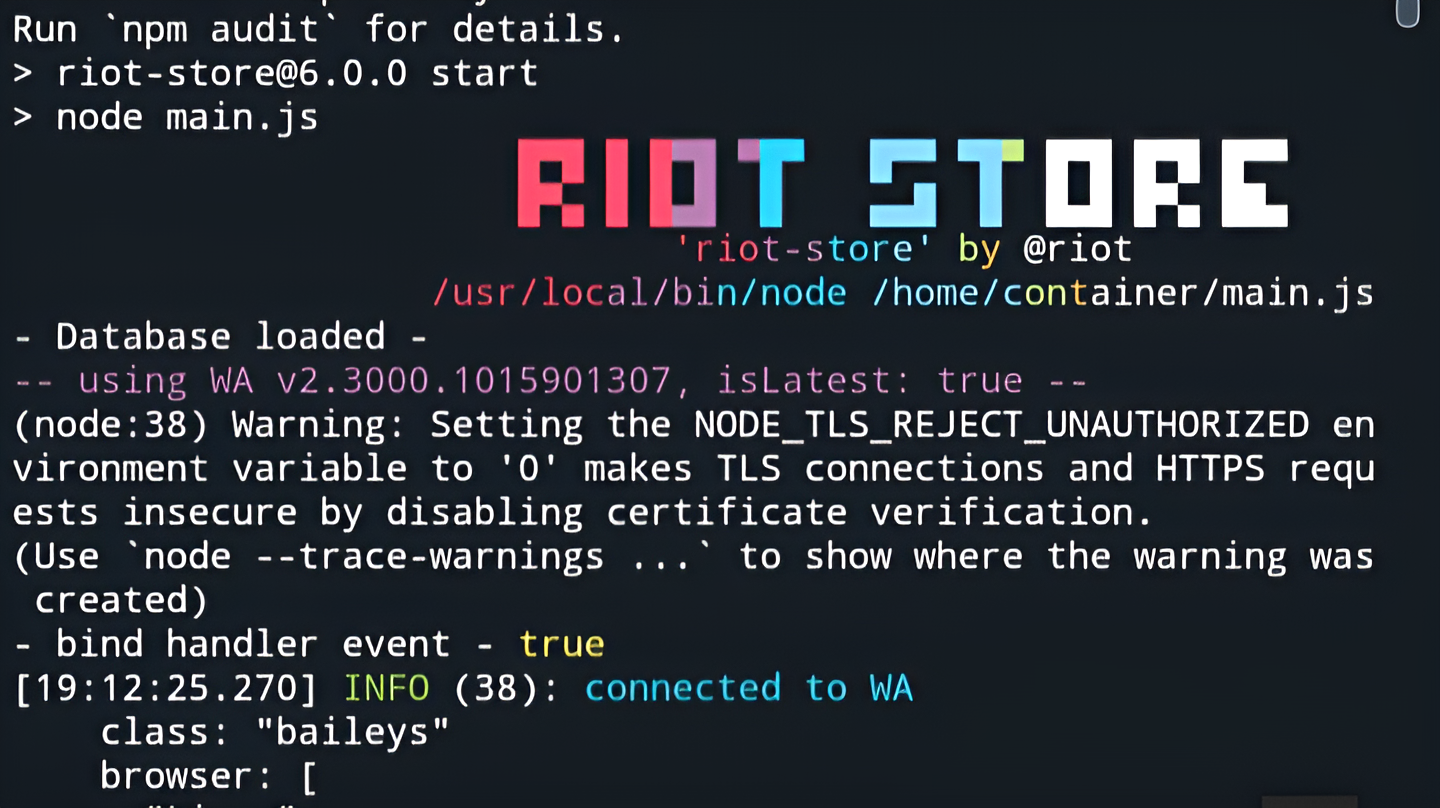 Run `npm audit` for details.
> riot-store@6.0.0 start
> node main.js
RIOT STORE
'riot-store' by @riot
/usr/local/bin/node /home/container/main.js
- Database loaded -
-- using WA v2.3000.1015901307, isLatest: true --
(node:38) Warning: Setting the NODE_TLS_REJECT_UNAUTHORIZED en
vironment variable to '0' makes TLS connections and HTTPS requ
ests insecure by disabling certificate verification.
(Use `node --trace-warnings ...` to show where the warning was
created)
- bind handler event - true
[19:12:25.270] INFO (38): connected to WA
class: "baileys"
browser: [